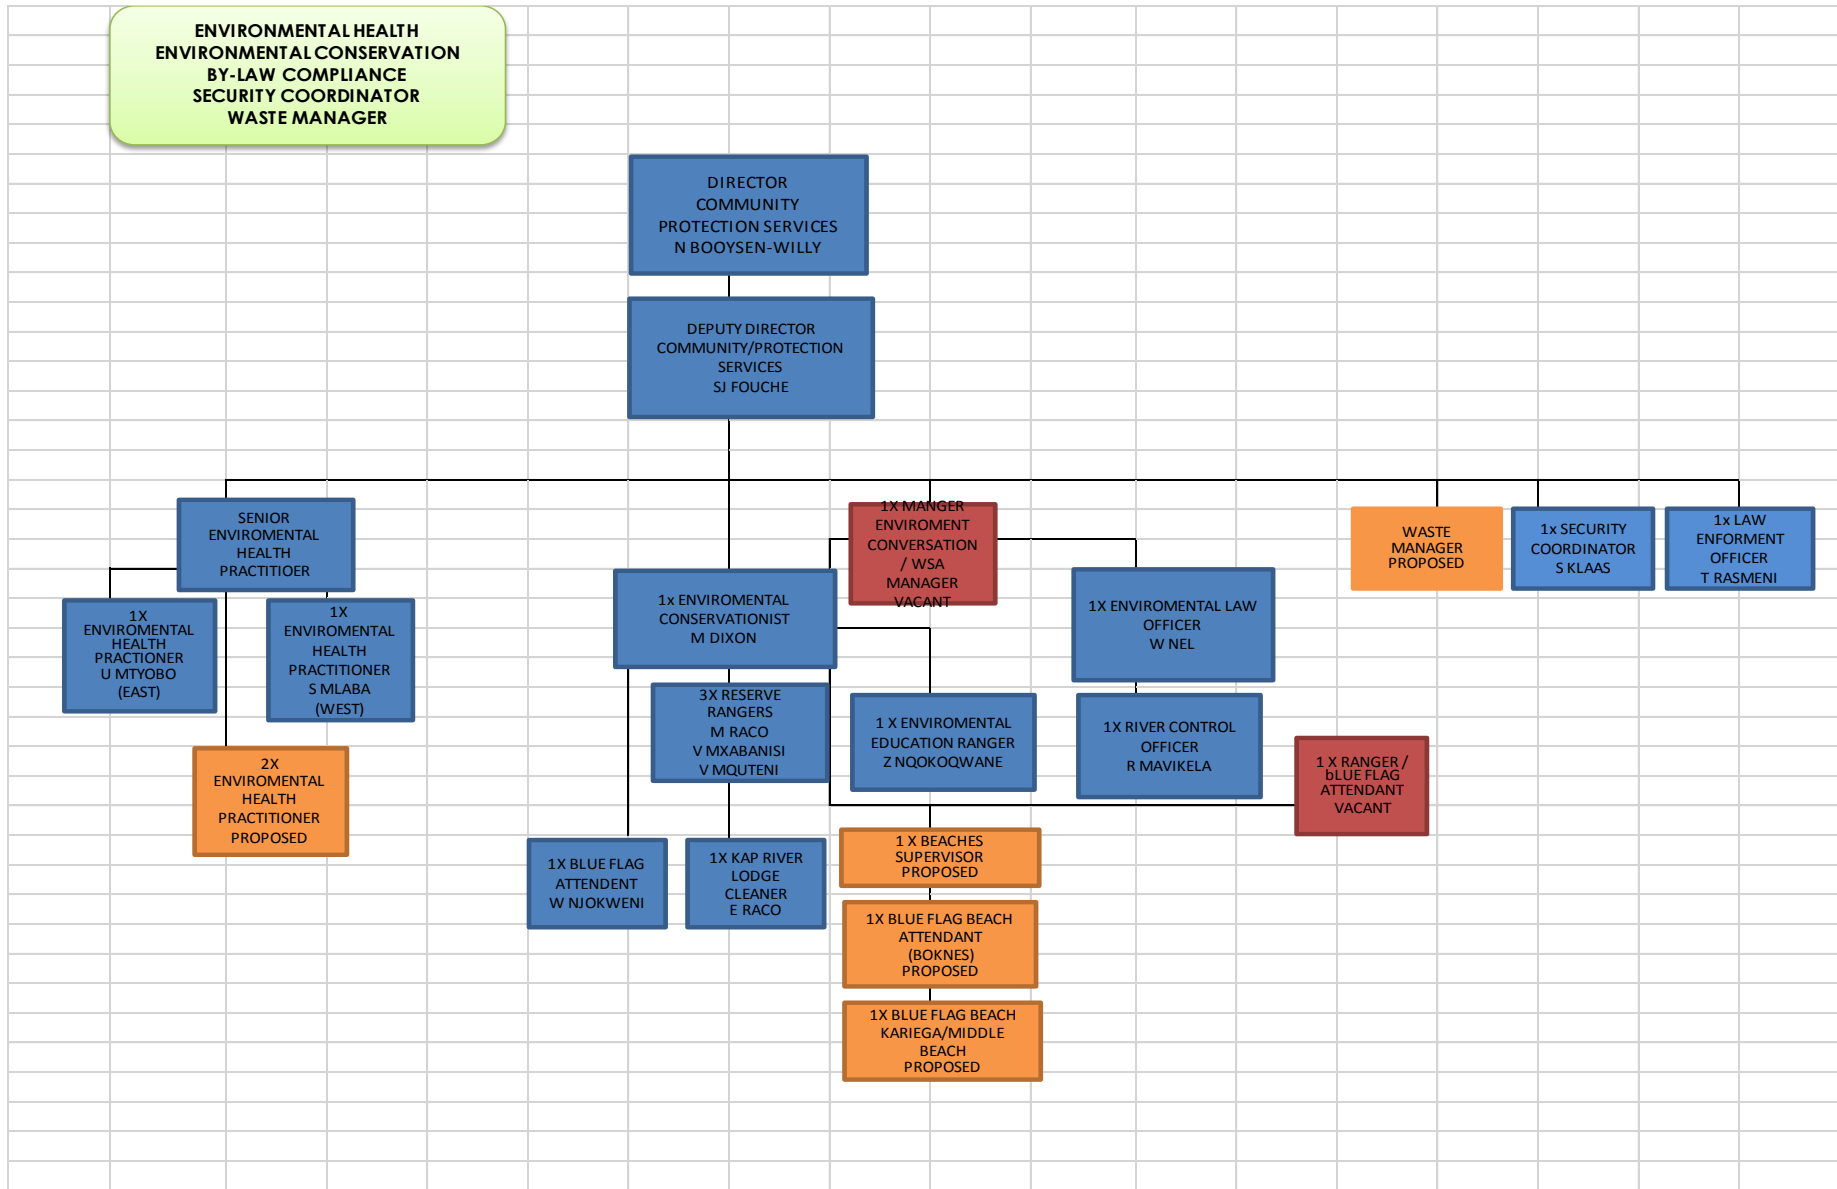 ENVIRONMENTAL HEALTH
ENVIRONMENTAL CONSERVATION
BY-LAW COMPLIANCE
SECURITY COORDINATOR
WASTE MANAGER
DIRECTOR
COMMUNITY
PROTECTION SERVICES
N BOOYSEN-WILLY
DEPUTY DIRECTOR
COMMUNITY/PROTECTION
SERVICES
SJ FOUCHE
SENIOR
ENVIROMENTAL
HEALTH
PRACTITIOER
1X
ENVIROMENTAL
HEALTH
PRACTIONER
U MTYOBO
(EAST)
1X
ENVIROMENTAL
HEALTH
PRACTITIONER
S MLABA
(WEST)
2X
ENVIROMENTAL
HEALTH
PRACTITIONER
PROPOSED
1x ENVIROMENTAL
CONSERVATIONIST
M DIXON
1X MANGER
ENVIROMENT
CONVERSATION
/ WSA
MANAGER
VACANT
1X ENVIROMENTAL LAW
OFFICER
W NEL
WASTE
MANAGER
PROPOSED
1x SECURITY
COORDINATOR
S KLAAS
1x LAW
ENFORMENT
OFFICER
T RASMENI
3X RESERVE
RANGERS
M RACO
V MXABANISI
V MQUTENI
1 X ENVIROMENTAL
EDUCATION RANGER
Z NQOKOQWANE
1X RIVER CONTROL
OFFICER
R MAVIKELA
1 X RANGER /
bLUE FLAG
ATTENDANT
VACANT
1X BLUE FLAG
ATTENDENT
W NJOKWENI
1X KAP RIVER
LODGE
CLEANER
E RACO
1 X BEACHES
SUPERVISOR
PROPOSED
1X BLUE FLAG BEACH
ATTENDANT
(BOKNES)
PROPOSED
1X BLUE FLAG BEACH
KARIEGA/MIDDLE
BEACH
PROPOSED